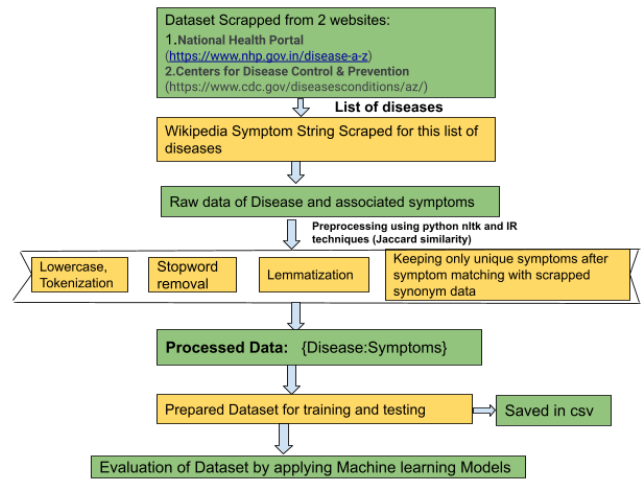 Dataset Scrapped from 2 websites:
1.National Health Portal
(https://www.nhp.gov.in/disease-a-z)
2.Centers for Disease Control & Prevention
(https://www.cdc.gov/diseasesconditions/az/)
List of diseases
Wikipedia Symptom String Scraped for this list of
diseases
Raw data of Disease and associated symptoms
Preprocessing using python nltk and IR
techniques (Jaccard similarity)
Lowercase,
Tokenization
Stopword
removal
Lemmatization
Keeping only unique symptoms after
symptom matching with scrapped
synonym data
Processed Data: {Disease:Symptoms}
Prepared Dataset for training and testing
Saved in csv
Evaluation of Dataset by applying Machine learning Models